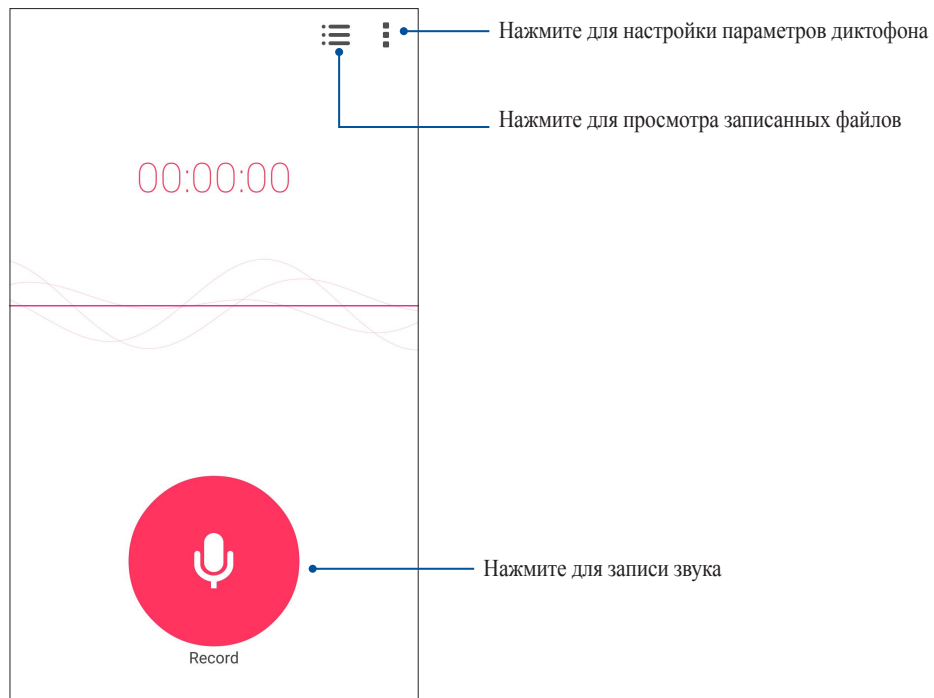 Нажмите для настройки параметров диктофона
Нажмите для просмотра записанных файлов
00:00:00
Нажмите для записи звука
Record